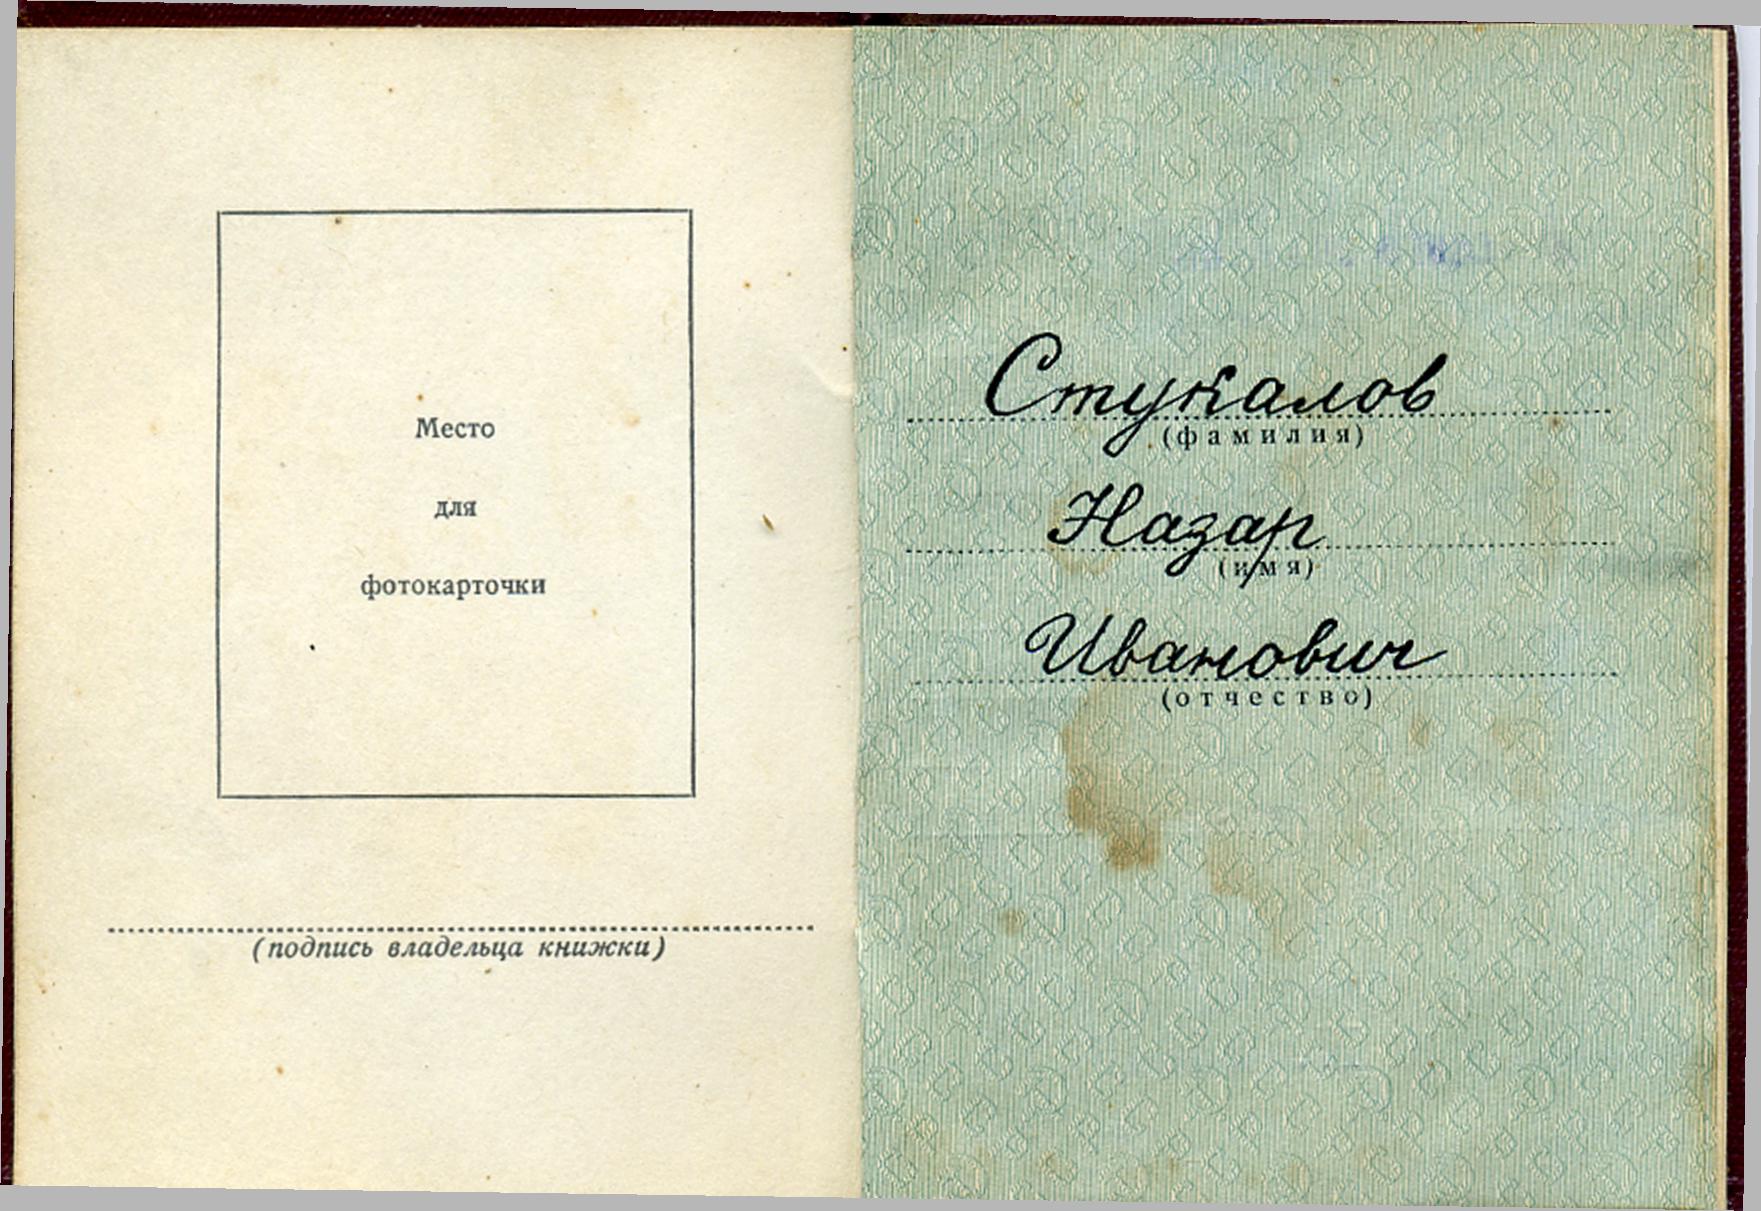 Место
для
фотокарточки
(подпись владельца книжки)
Стукалов
(фамилия)
Назар
(имя)
Иванович
(отчество)